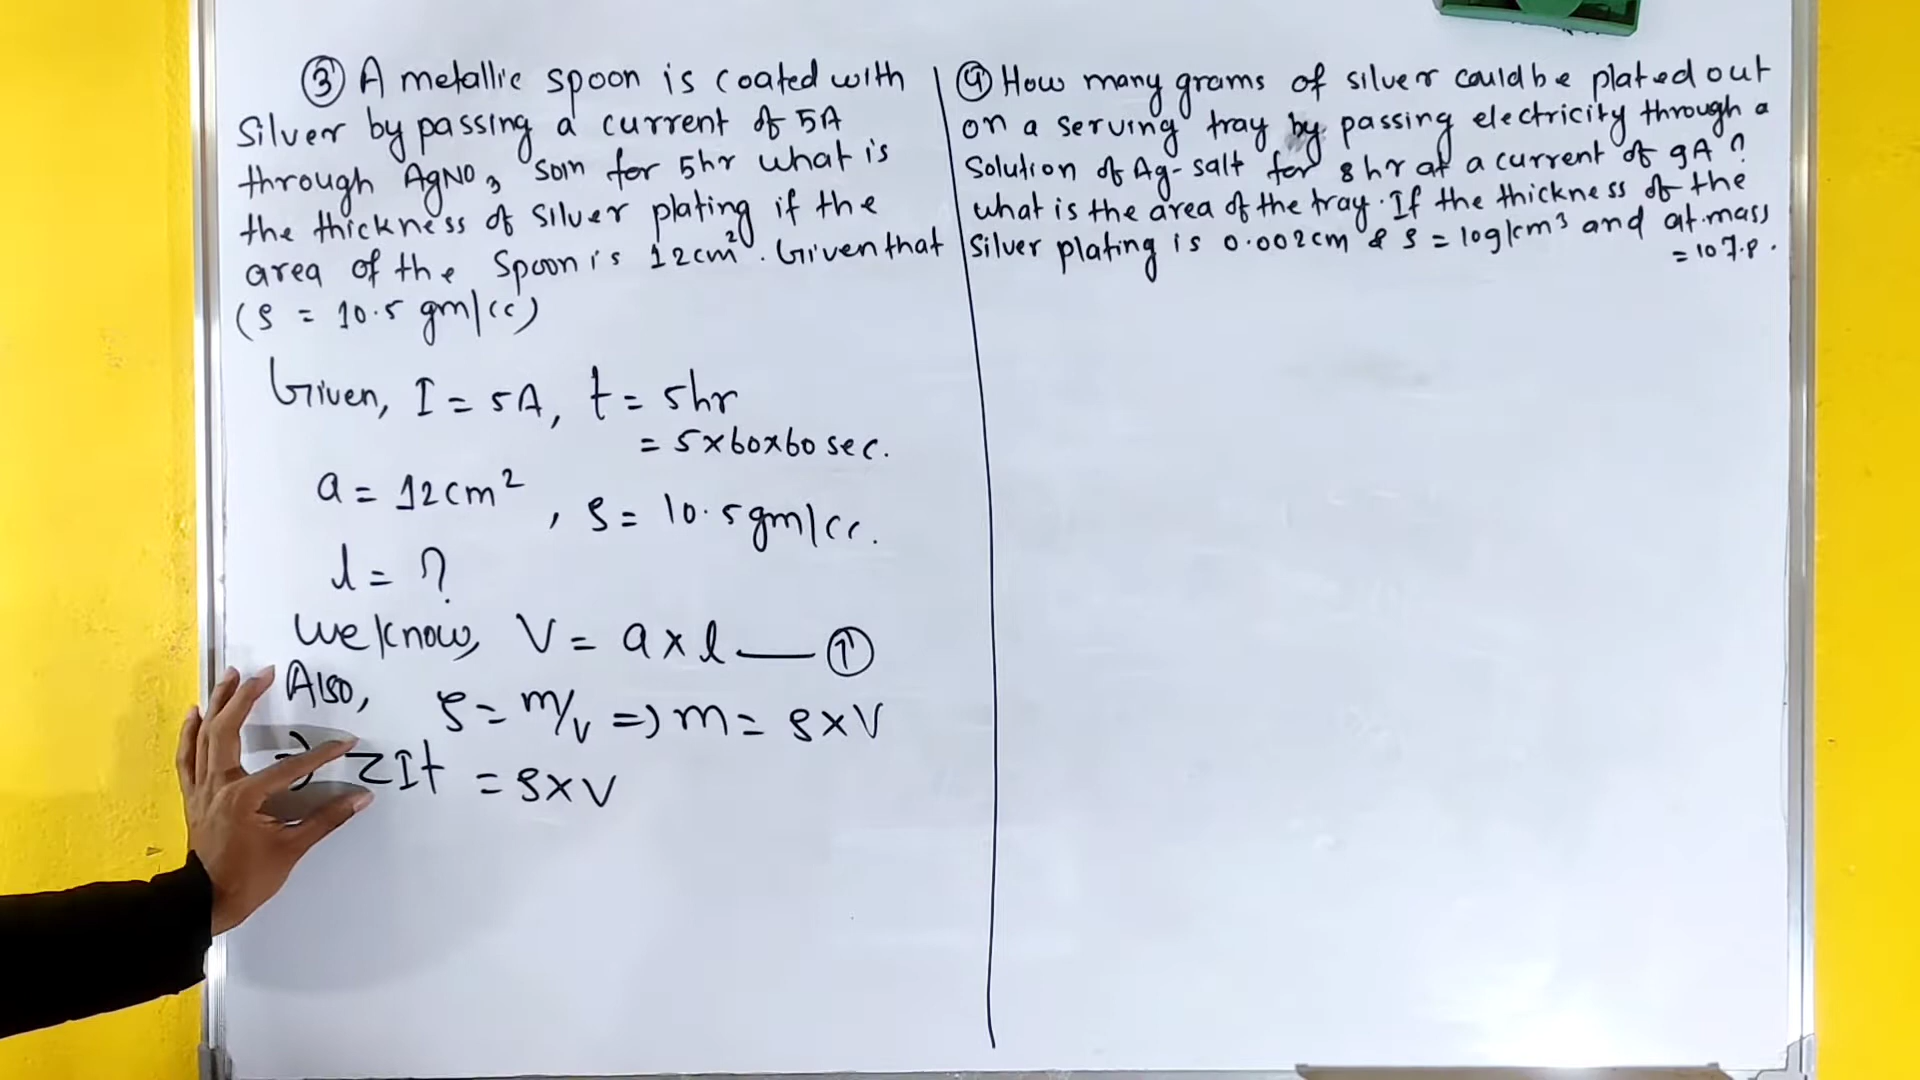 ③ A metallic spoon is coated with
Silver by passing a current of 5A
through AgNO3 som for 5hr what is
the thickness of silver plating if the
area of the Spoon is 12cm². Given that
(ρ = 10.5 gm/cc)
Given, I = 5A, t = 5hr
= 5×60×60 sec.
a = 12cm², ρ = 10.5gm/cc.
l = ?
We know, V = a × l —— ①
Also, ρ = m/v => m = ρ×V
=> ZIt = ρ×V
④ How many grams of silver could be plated out
on a serving tray by passing electricity through a
Solution of Ag-salt for 8hr at a current of 9A?
what is the area of the tray. If the thickness of the
Silver plating is 0.002cm & ρ = 10g/cm³ and at.mass
= 107.8.